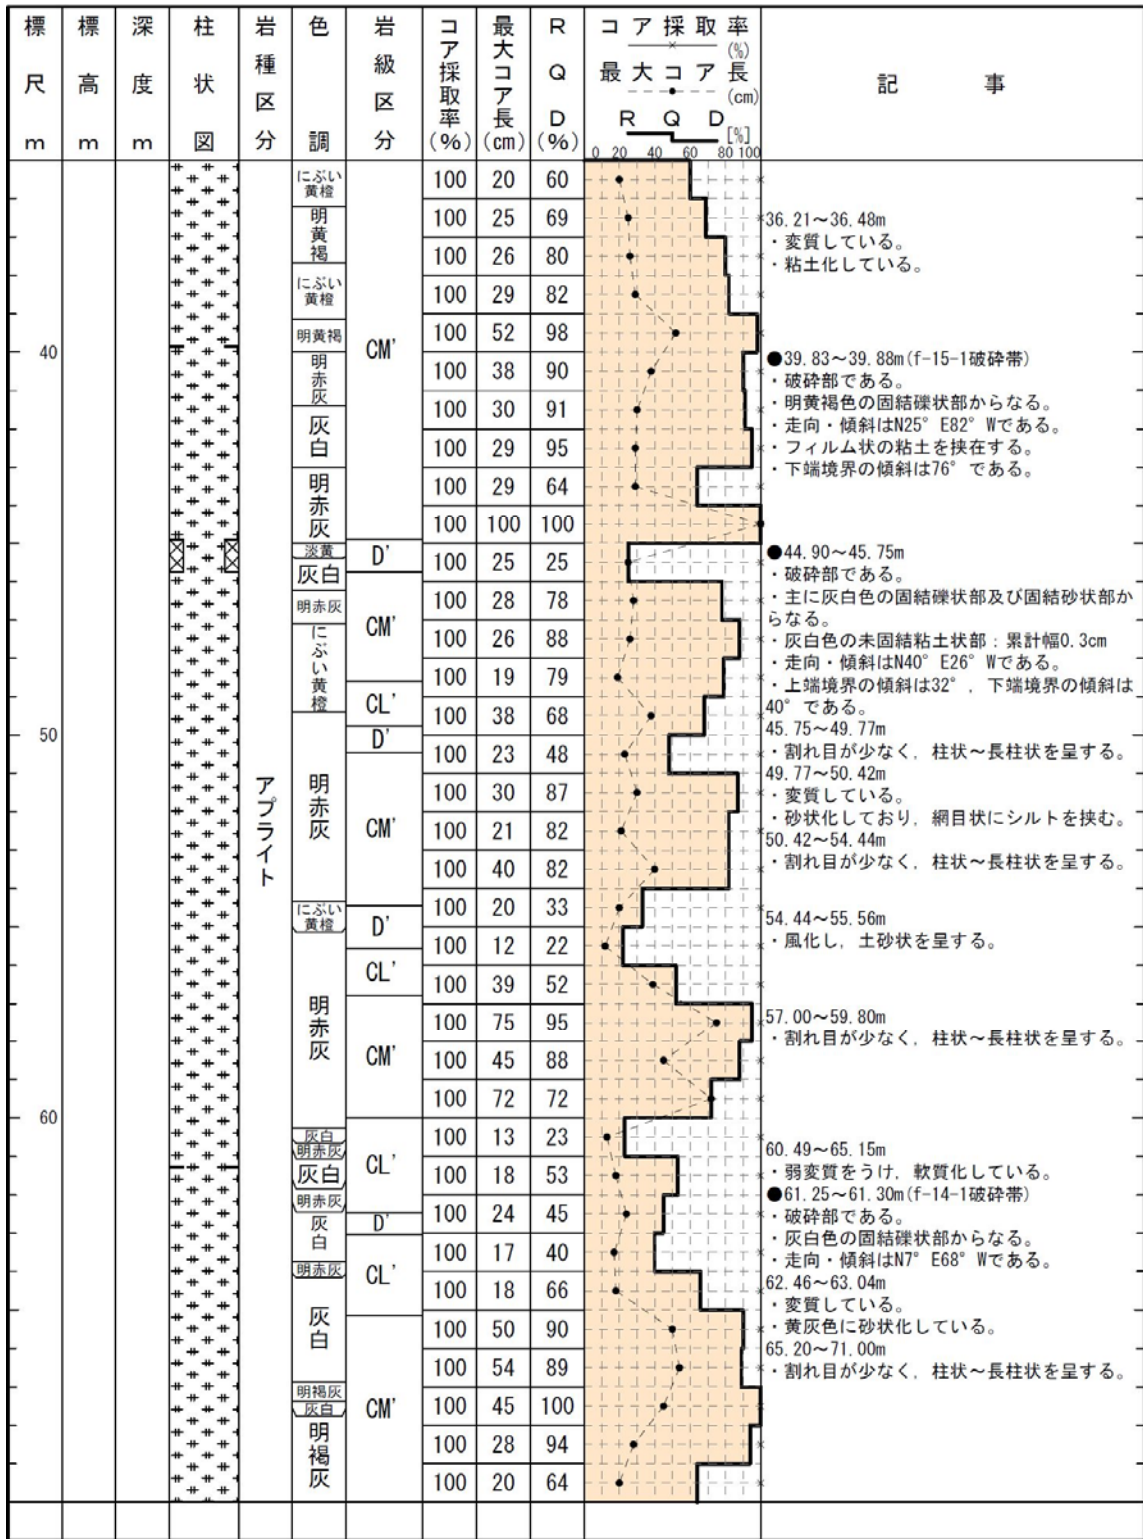 標尺m
標高m
深度m
柱状図
岩種区分
色調
岩級区分
コア採取率(%)
最大コア長(cm)
RQD(%)
コア採取率
(%)
最大コア長
(cm)
RQD
[%]
0 20 40 60 80 100
40
50
60
アプライト
にぶい
黄橙
明黄褐
にぶい
黄橙
明黄褐
明赤灰
灰白
明赤灰
淡黄
灰白
明赤灰
にぶい黄橙
明赤灰
にぶい
黄橙
明赤灰
灰白
明赤灰
灰白
明赤灰
灰白
明赤灰
灰白
明褐灰
灰白
明褐灰
CM'
D'
CM'
CL'
D'
CM'
D'
CL'
CM'
CL'
D'
CL'
CM'
100 20 60
100 25 69
100 26 80
100 29 82
100 52 98
100 38 90
100 30 91
100 29 95
100 29 64
100 100 100
100 25 25
100 28 78
100 26 88
100 19 79
100 38 68
100 23 48
100 30 87
100 21 82
100 40 82
100 20 33
100 12 22
100 39 52
100 75 95
100 45 88
100 72 72
100 13 23
100 18 53
100 24 45
100 17 40
100 18 66
100 50 90
100 54 89
100 45 100
100 28 94
100 20 64
記事
36.21～36.48m
・変質している。
・粘土化している。
●39.83～39.88m(f-15-1破砕帯)
・破砕部である。
・明黄褐色の固結礫状部からなる。
・走向・傾斜はN25°E82°Wである。
・フィルム状の粘土を挟在する。
・下端境界の傾斜は76°である。
●44.90～45.75m
・破砕部である。
・主に灰白色の固結礫状部及び固結砂状部か
らなる。
・灰白色の未固結粘土状部：累計幅0.3cm
・走向・傾斜はN40°E26°Wである。
・上端境界の傾斜は32°，下端境界の傾斜は
40°である。
45.75～49.77m
・割れ目が少なく，柱状～長柱状を呈する。
49.77～50.42m
・変質している。
・砂状化しており，網目状にシルトを挟む。
50.42～54.44m
・割れ目が少なく，柱状～長柱状を呈する。
54.44～55.56m
・風化し，土砂状を呈する。
57.00～59.80m
・割れ目が少なく，柱状～長柱状を呈する。
60.49～65.15m
・弱変質をうけ，軟質化している。
●61.25～61.30m(f-14-1破砕帯)
・破砕部である。
・灰白色の固結礫状部からなる。
・走向・傾斜はN7°E68°Wである。
62.46～63.04m
・変質している。
・黄灰色に砂状化している。
65.20～71.00m
・割れ目が少なく，柱状～長柱状を呈する。